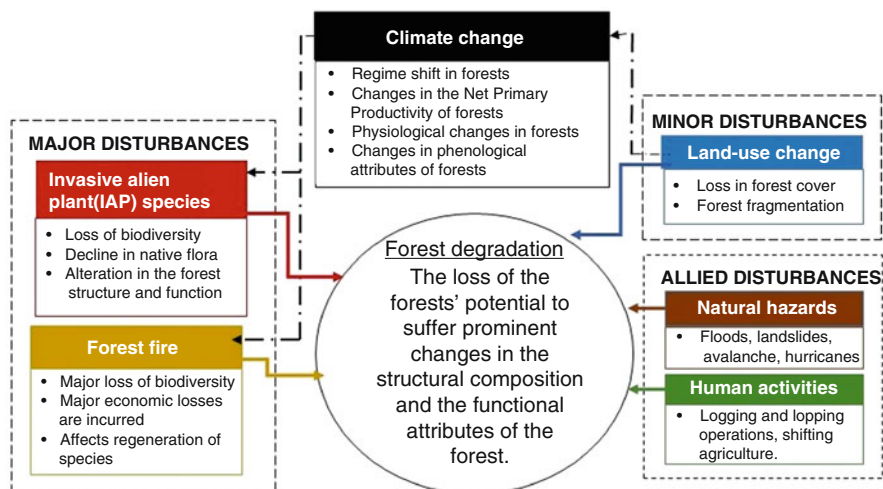 Climate change
• Regime shift in forests
• Changes in the Net Primary
Productivity of forests
• Physiological changes in forests
• Changes in phenological
attributes of forests
MAJOR DISTURBANCES
Invasive alien
plant(IAP) species
• Loss of biodiversity
• Decline in native flora
• Alteration in the forest
structure and function
Forest fire
• Major loss of biodiversity
• Major economic losses
are incurred
• Affects regeneration of
species
Forest degradation
The loss of the
forests' potential to
suffer prominent
changes in the
structural composition
and the functional
attributes of the
forest.
MINOR DISTURBANCES
Land-use change
• Loss in forest cover
• Forest fragmentation
ALLIED DISTURBANCES
Natural hazards
• Floods, landslides,
avalanche, hurricanes
Human activities
• Logging and lopping
operations, shifting
agriculture.